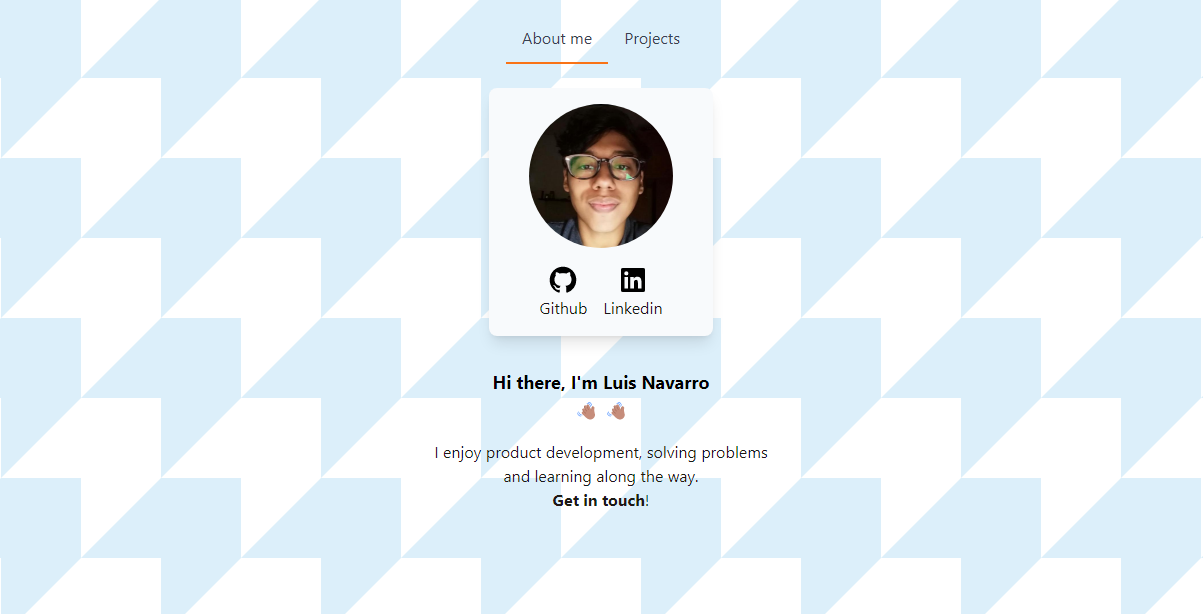 About me
Projects
Github
Linkedin
Hi there, I'm Luis Navarro
👋🏽 👋🏽
I enjoy product development, solving problems
and learning along the way.
Get in touch!